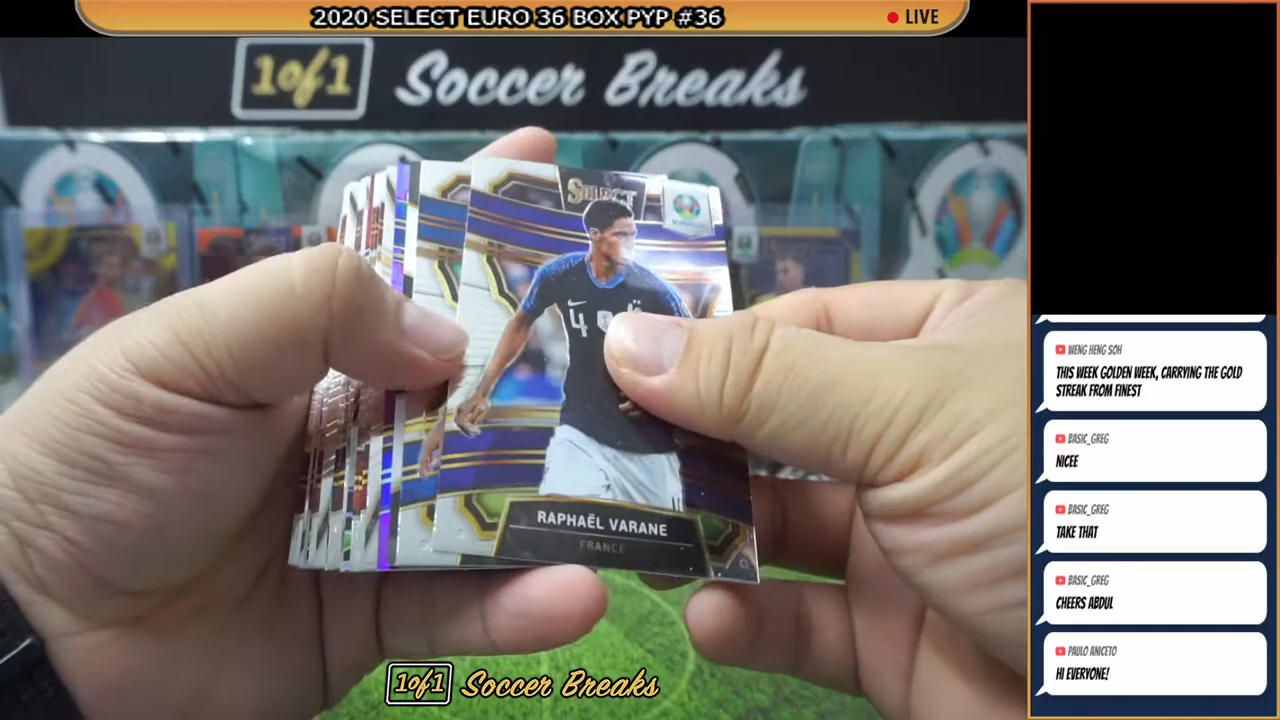 2020 SELECT EURO 36 BOX PYP #36
LIVE
1of1 Soccer Breaks
SELECT
4
RAPHAËL VARANE
FRANCE
WENG HENG SOH
THIS WEEK GOLDEN WEEK, CARRYING THE GOLD
STREAK FROM FINEST
BASIC_GREG
NICEE
BASIC_GREG
TAKE THAT
BASIC_GREG
CHEERS ABDUL
PAULO ANICETO
HI EVERYONE!
1of1 Soccer Breaks